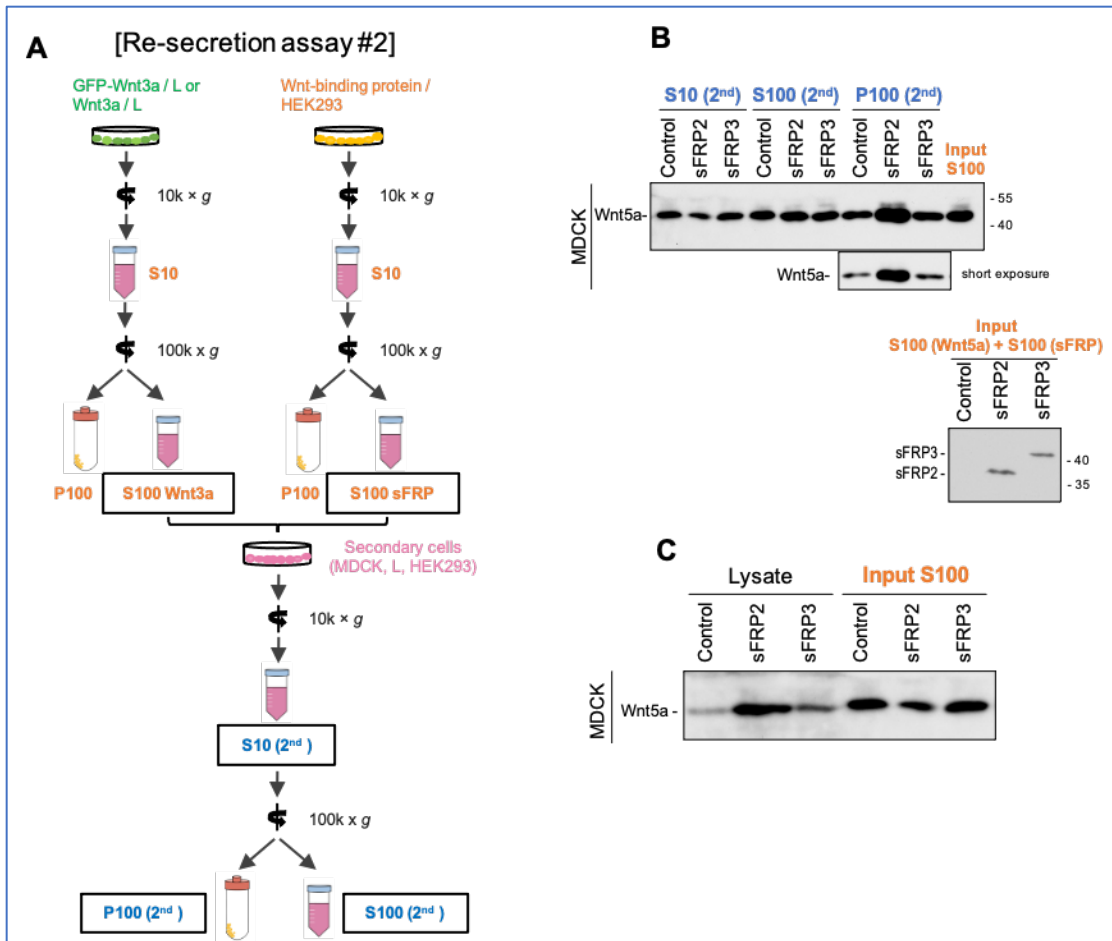 A
[Re-secretion assay #2]
GFP-Wnt3a / L or
Wnt3a / L
Wnt-binding protein /
HEK293
10k × g
10k × g
S10
S10
100k x g
100k x g
P100
S100 Wnt3a
P100
S100 sFRP
Secondary cells
(MDCK, L, HEK293)
10k × g
S10 (2nd )
100k x g
P100 (2nd )
S100 (2nd )
B
S10 (2nd)
S100 (2nd)
P100 (2nd)
Control
sFRP2
sFRP3
Control
sFRP2
sFRP3
Control
sFRP2
sFRP3
Input
S100
MDCK
Wnt5a-
- 55
- 40
Wnt5a-
short exposure
Input
S100 (Wnt5a) + S100 (sFRP)
Control
sFRP2
sFRP3
sFRP3 -
sFRP2 -
- 40
- 35
C
Lysate
Input S100
Control
sFRP2
sFRP3
Control
sFRP2
sFRP3
MDCK
Wnt5a -